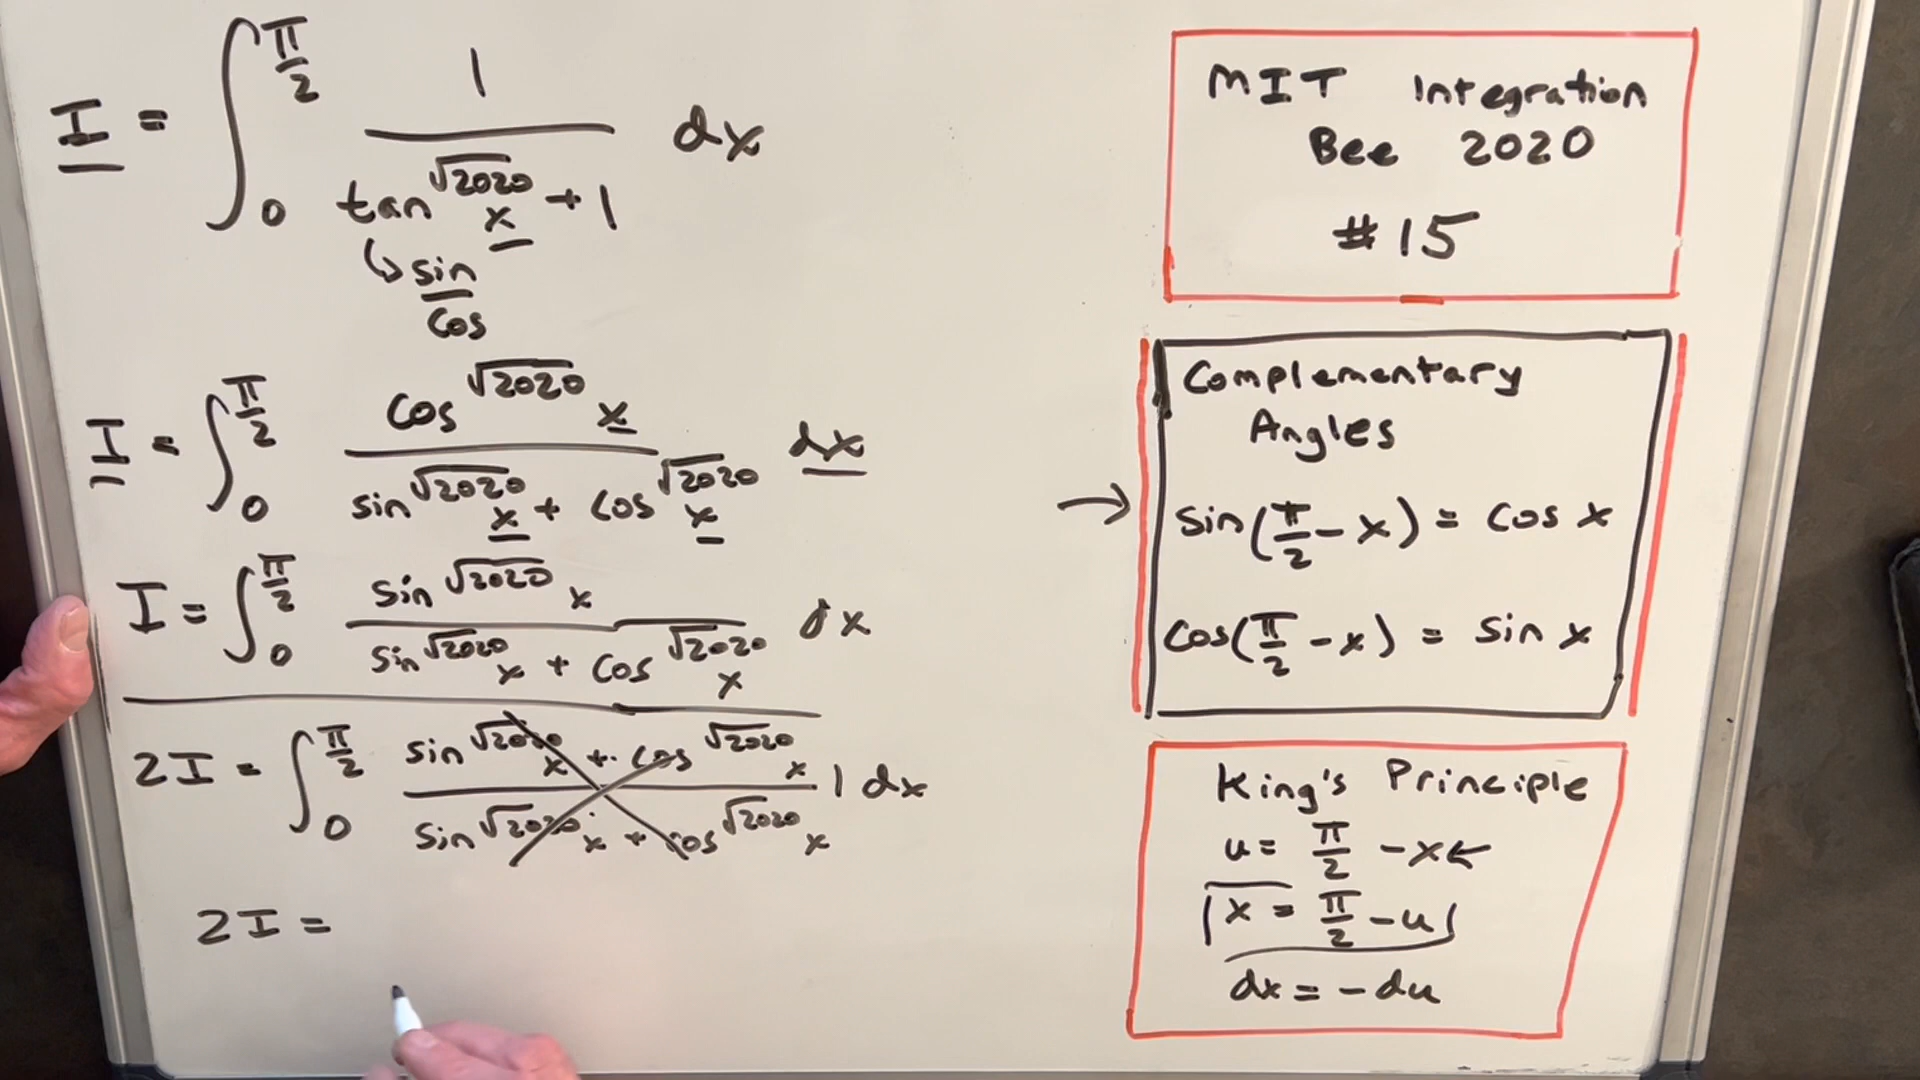 I = ∫₀^(π/2) 1 / (tan^√2020 x + 1) dx
↳ sin / cos
I = ∫₀^(π/2) cos^√2020 x / (sin^√2020 x + cos^√2020 x) dx
I = ∫₀^(π/2) sin^√2020 x / (sin^√2020 x + cos^√2020 x) dx
2I = ∫₀^(π/2) (sin^√2020 x + cos^√2020 x) / (sin^√2020 x + cos^√2020 x) 1 dx
2I =
MIT Integration
Bee 2020
#15
Complementary
Angles
→ sin(π/2 − x) = cos x
cos(π/2 − x) = sin x
King's Principle
u = π/2 − x ←
x = π/2 − u
dx = −du